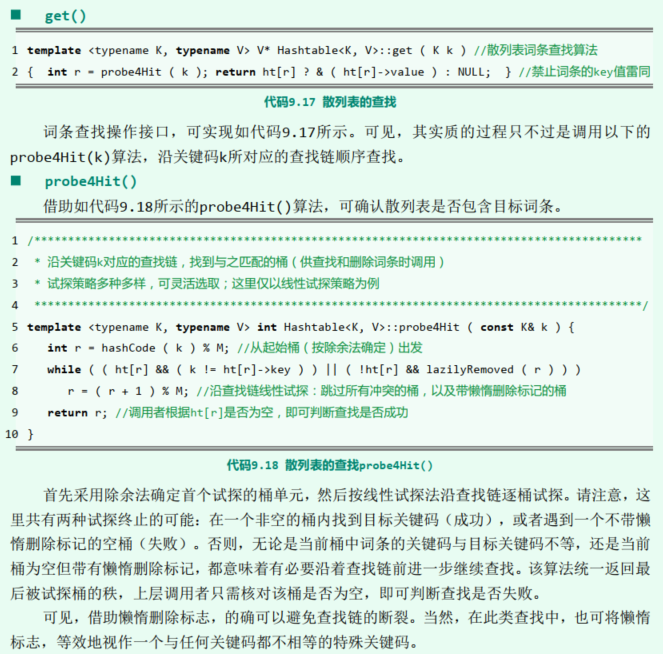 ■ get()
1 template <typename K, typename V> V* Hashtable<K, V>::get ( K k ) //散列表词条查找算法
2 { int r = probe4Hit ( k ); return ht[r] ? & ( ht[r]->value ) : NULL; } //禁止词条的key值雷同
代码9.17 散列表的查找
词条查找操作接口，可实现如代码9.17所示。可见，其实质的过程只不过是调用以下的
probe4Hit(k)算法，沿关键码k所对应的查找链顺序查找。
■ probe4Hit()
借助如代码9.18所示的probe4Hit()算法，可确认散列表是否包含目标词条。
1 /******************************************************************************************
2 * 沿关键码k对应的查找链，找到与之匹配的桶（供查找和删除词条时调用）
3 * 试探策略多种多样，可灵活选取；这里仅以线性试探策略为例
4 ******************************************************************************************/
5 template <typename K, typename V> int Hashtable<K, V>::probe4Hit ( const K& k ) {
6 int r = hashCode ( k ) % M; //从起始桶（按除余法确定）出发
7 while ( ( ht[r] && ( k != ht[r]->key ) ) || ( !ht[r] && lazilyRemoved ( r ) ) )
8 r = ( r + 1 ) % M; //沿查找链线性试探：跳过所有冲突的桶，以及带懒惰删除标记的桶
9 return r; //调用者根据ht[r]是否为空，即可判断查找是否成功
10 }
代码9.18 散列表的查找probe4Hit()
首先采用除余法确定首个试探的桶单元，然后按线性试探法沿查找链逐桶试探。请注意，这
里共有两种试探终止的可能：在一个非空的桶内找到目标关键码（成功），或者遇到一个不带懒
惰删除标记的空桶（失败）。否则，无论是当前桶中词条的关键码与目标关键码不等，还是当前
桶为空但带有懒惰删除标记，都意味着有必要沿着查找链前进一步继续查找。该算法统一返回最
后被试探桶的秩，上层调用者只需核对该桶是否为空，即可判断查找是否失败。
可见，借助懒惰删除标志，的确可以避免查找链的断裂。当然，在此类查找中，也可将懒惰
标志，等效地视作一个与任何关键码都不相等的特殊关键码。